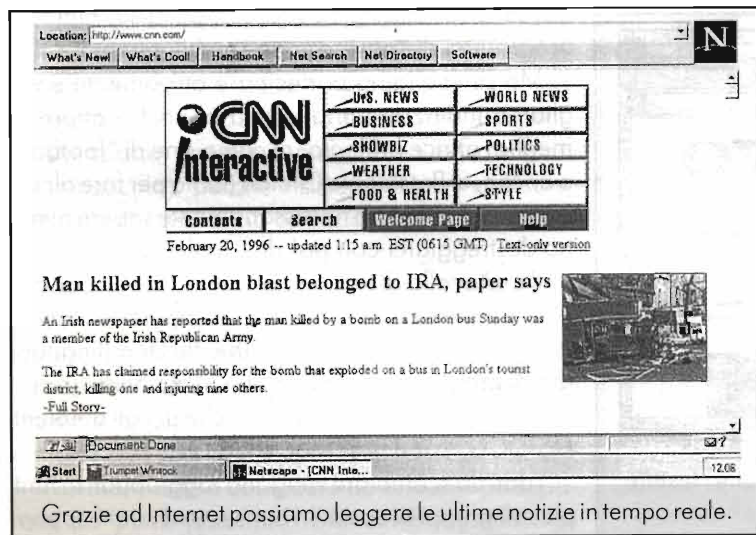 Location: http://www.cnn.com/
N
What's New! What's Cool! Handbook Net Search Net Directory Software
CNN
Interactive
U.S. NEWS WORLD NEWS
BUSINESS SPORTS
SHOWBIZ POLITICS
WEATHER TECHNOLOGY
FOOD & HEALTH STYLE
Contents Search Welcome Page Help
February 20, 1996 -- updated 1:15 a.m. EST (0615 GMT) Text-only version
Man killed in London blast belonged to IRA, paper says
An Irish newspaper has reported that the man killed by a bomb on a London bus Sunday was
a member of the Irish Republican Army.
The IRA has claimed responsibility for the bomb that exploded on a bus in London's tourist
district, killing one and injuring nine others.
-Full Story-
Document: Done
Start Trumpet Winsock Netscape - [CNN Inte... 12.08
Grazie ad Internet possiamo leggere le ultime notizie in tempo reale.